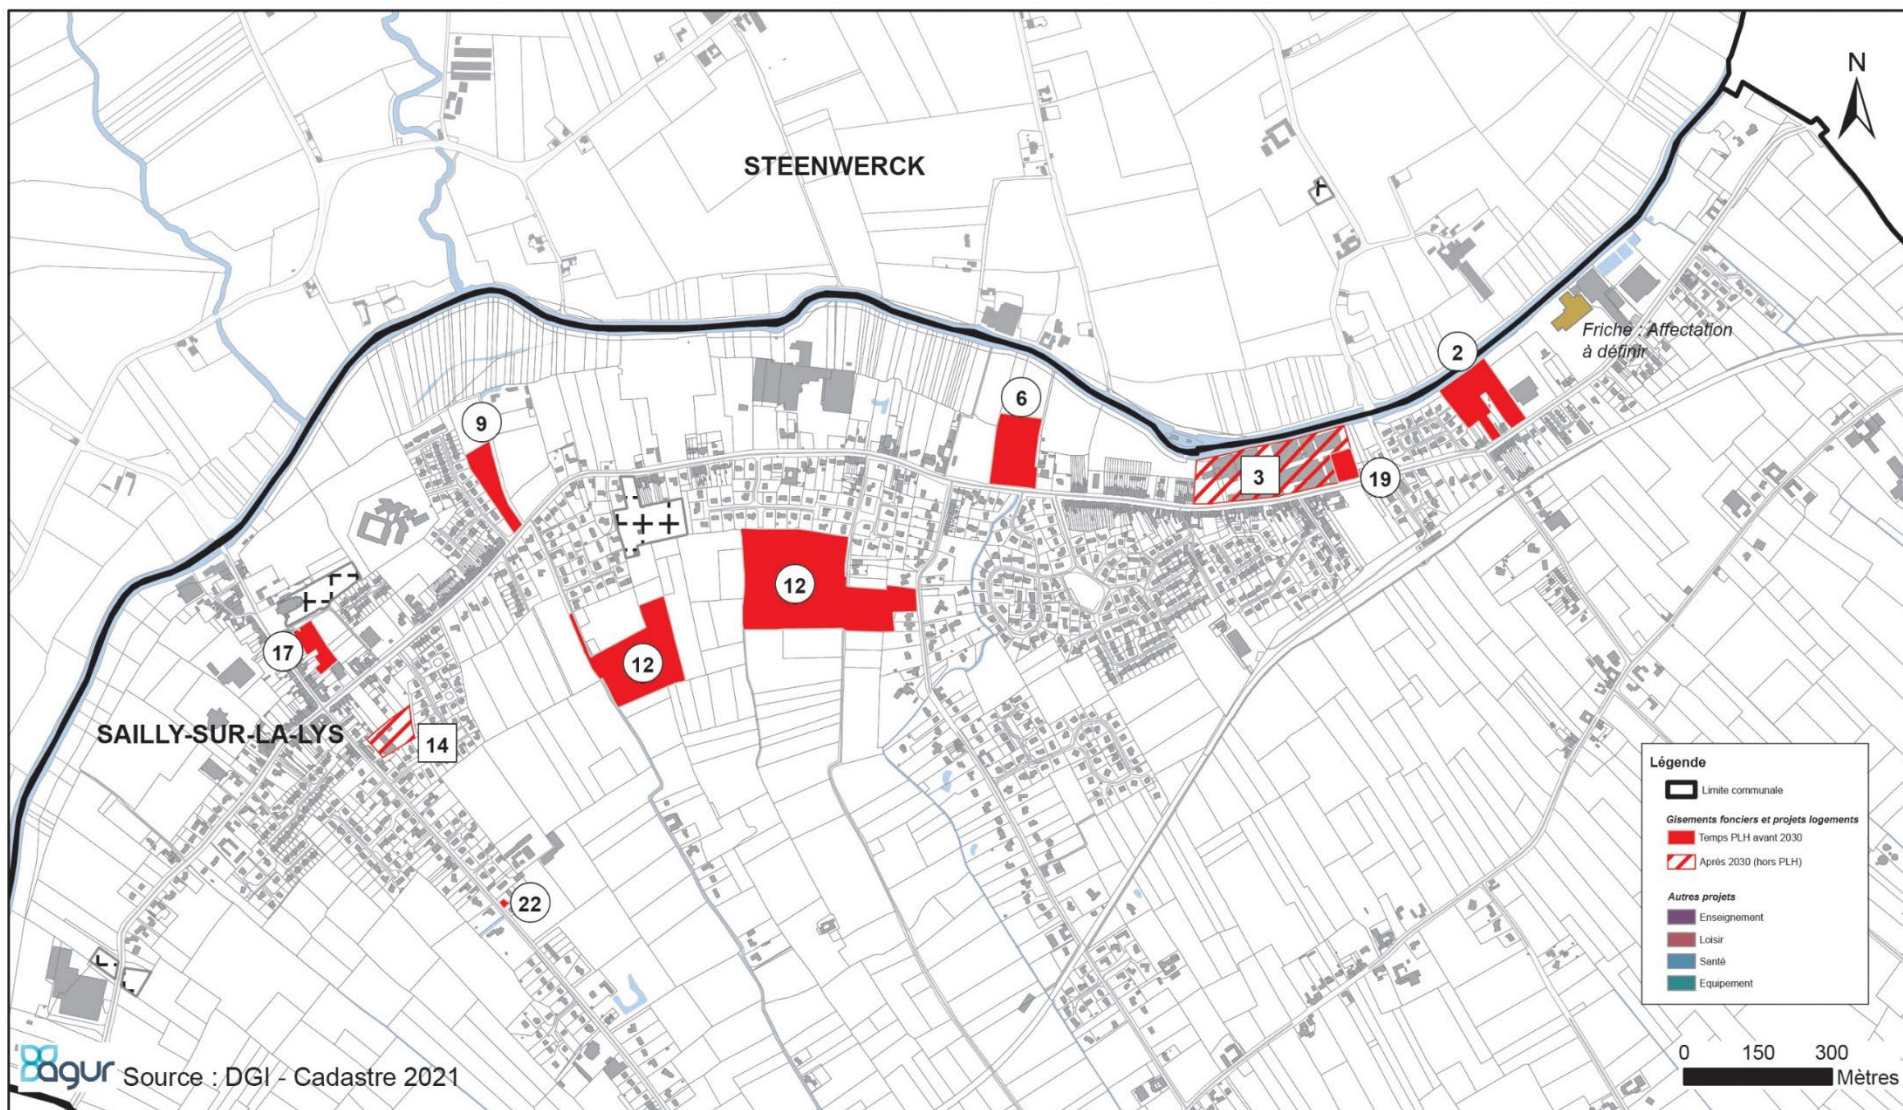 N
STEENWERCK
Friche : Affectation
à définir
2
6
9
3
19
12
12
17
SAILLY-SUR-LA-LYS
14
22
Légende
Limite communale
Gisements fonciers et projets logements
Temps PLH avant 2030
Après 2030 (hors PLH)
Autres projets
Enseignement
Loisir
Santé
Equipement
0 150 300
Mètres
agur Source : DGI - Cadastre 2021